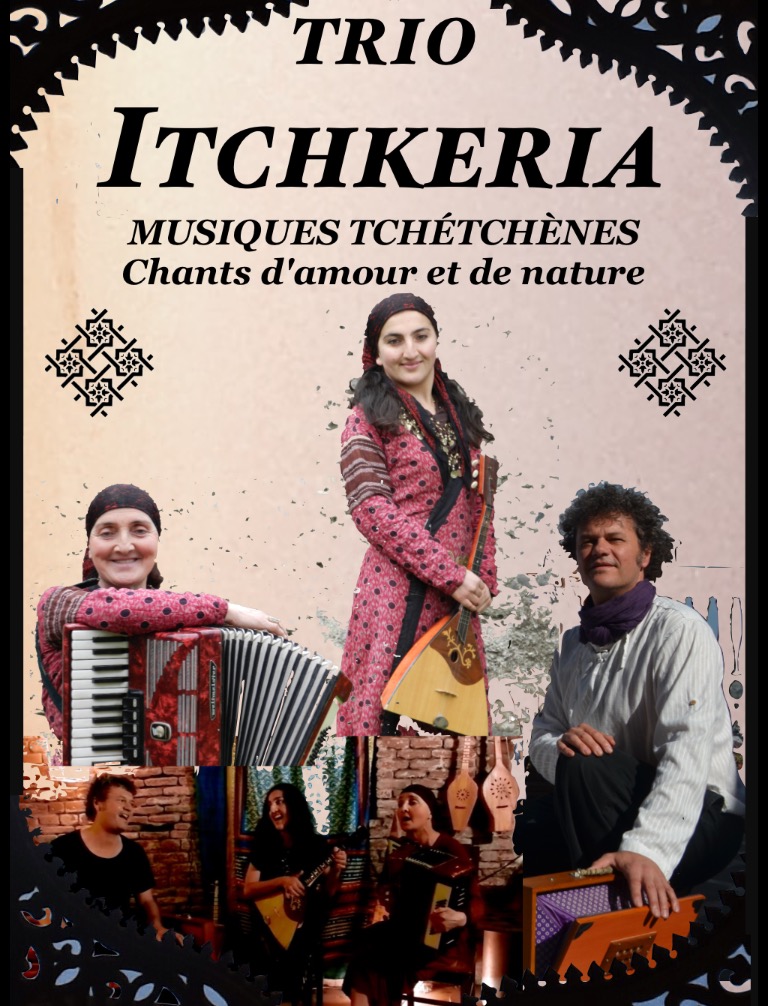 TRIO
ITCHKERIA
MUSIQUES TCHÉTCHÈNES
Chants d'amour et de nature